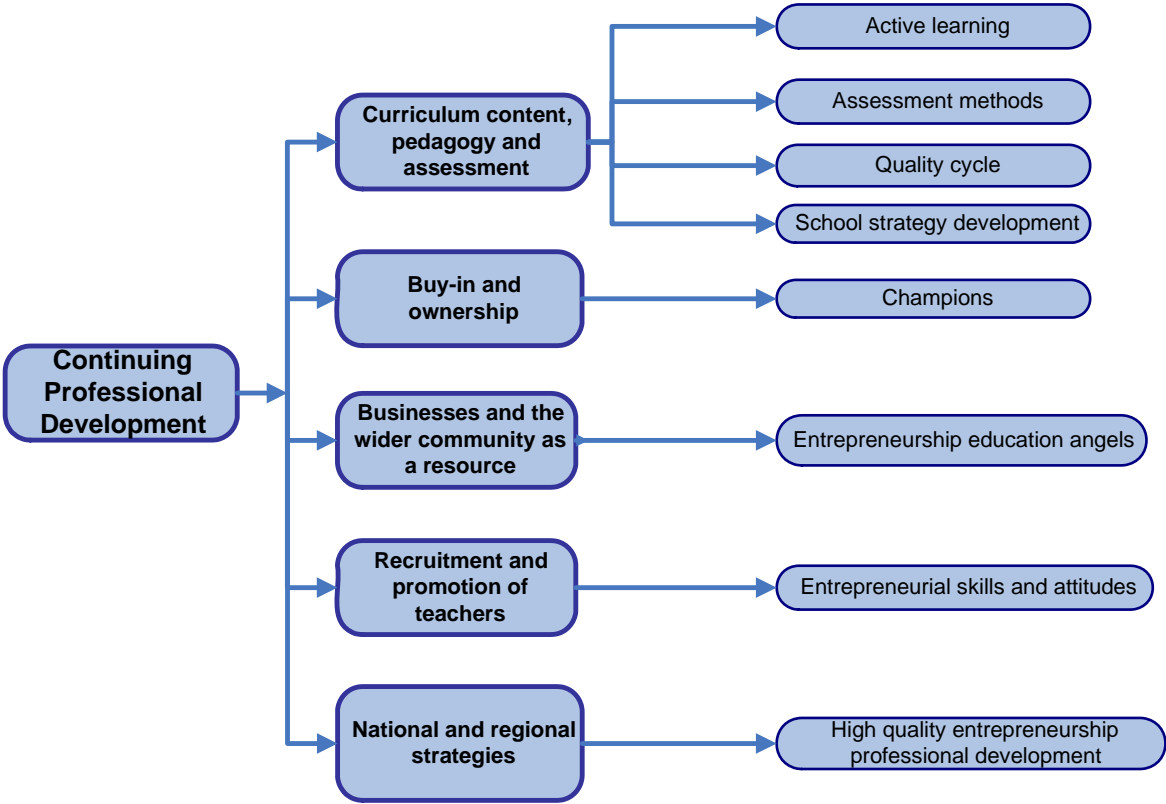 Continuing
Professional
Development
Curriculum content,
pedagogy and
assessment
Active learning
Assessment methods
Quality cycle
School strategy development
Buy-in and
ownership
Champions
Businesses and the
wider community as
a resource
Entrepreneurship education angels
Recruitment and
promotion of
teachers
Entrepreneurial skills and attitudes
National and regional
strategies
High quality entrepreneurship
professional development